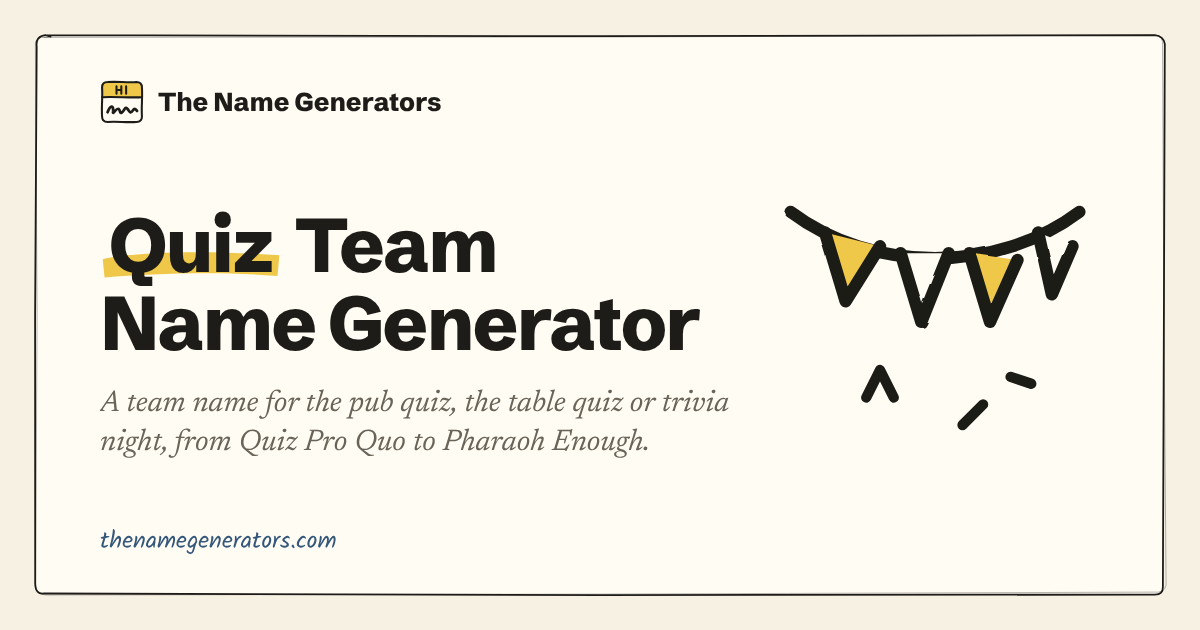 HI
The Name Generators
Quiz Team
Name Generator
A team name for the pub quiz, the table quiz or trivia
night, from Quiz Pro Quo to Pharaoh Enough.
thenamegenerators.com